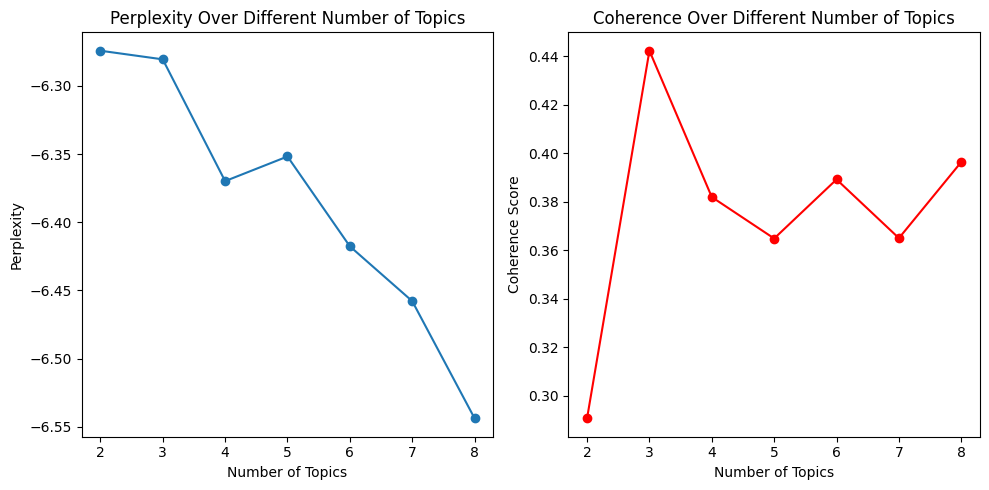 Perplexity Over Different Number of Topics
Perplexity
−6.30
−6.35
−6.40
−6.45
−6.50
−6.55
2 3 4 5 6 7 8
Number of Topics
Coherence Over Different Number of Topics
Coherence Score
0.44
0.42
0.40
0.38
0.36
0.34
0.32
0.30
2 3 4 5 6 7 8
Number of Topics